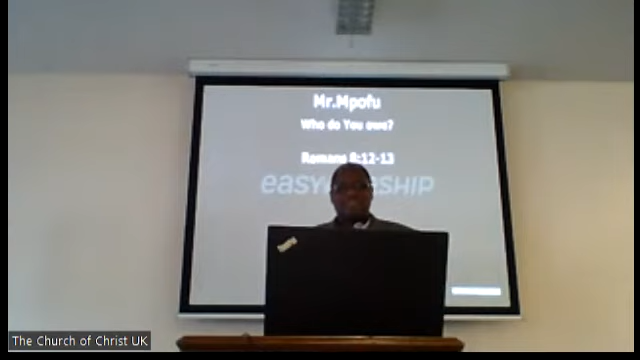 Mr.Mpofu
Who do You owe?
Romans 8:12-13
The Church of Christ UK